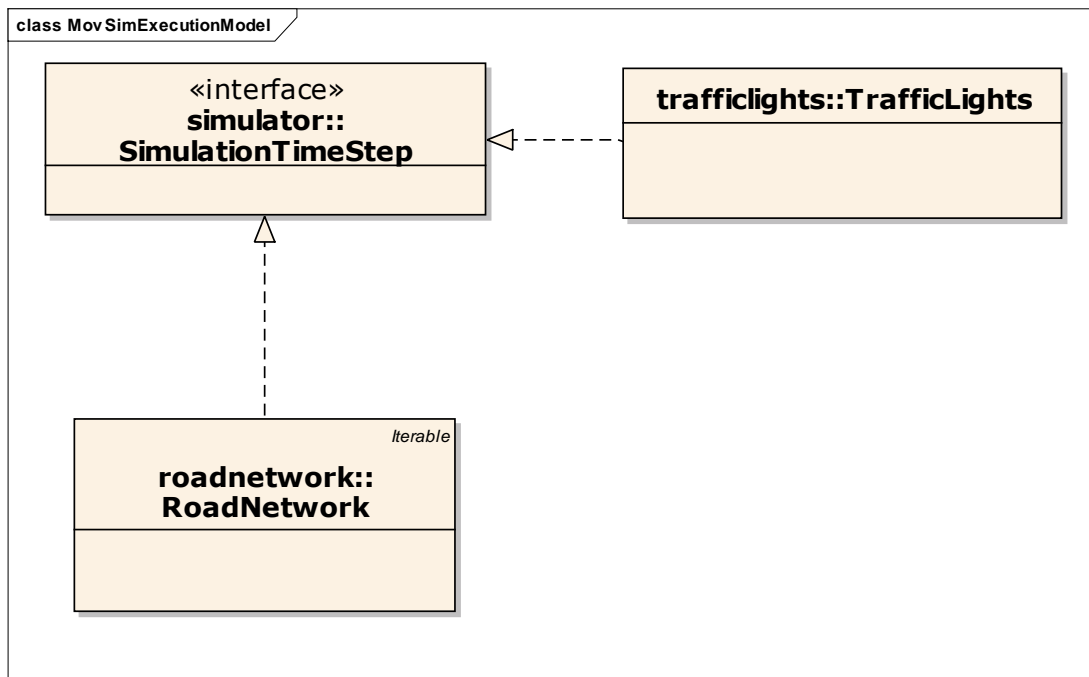 class MovSimExecutionModel
«interface»
simulator::
SimulationTimeStep
trafficlights::TrafficLights
Iterable
roadnetwork::
RoadNetwork